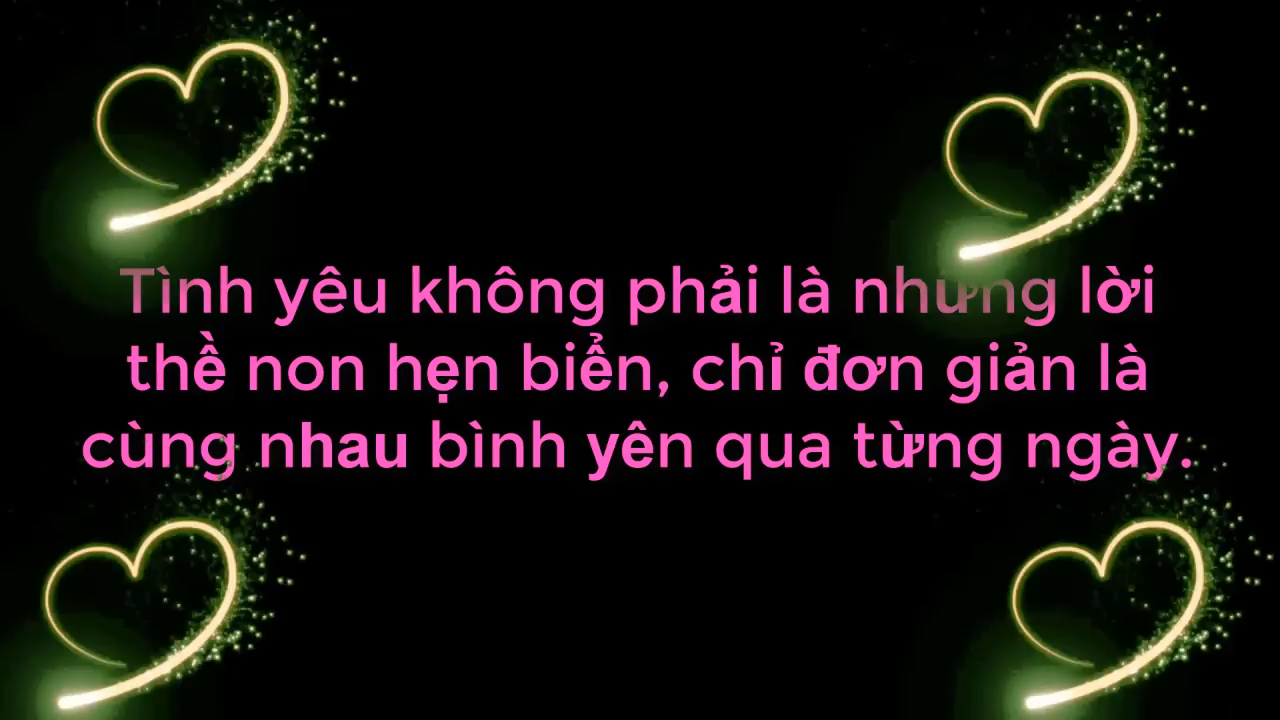 Tình yêu không phải là những lời
thề non hẹn biển, chỉ đơn giản là
cùng nhau bình yên qua từng ngày.